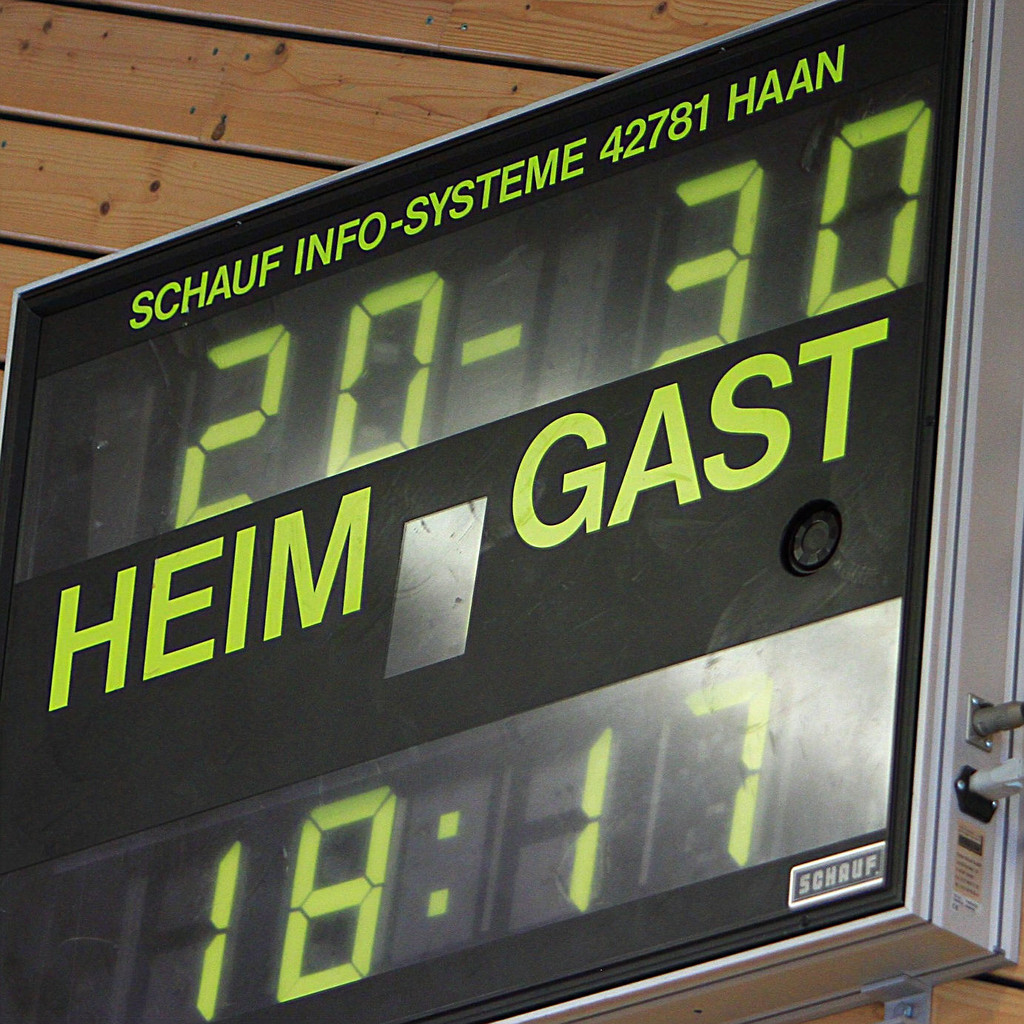 SCHAUF INFO-SYSTEME 42781 HAAN
20-30
HEIM GAST
18:17
SCHAUF